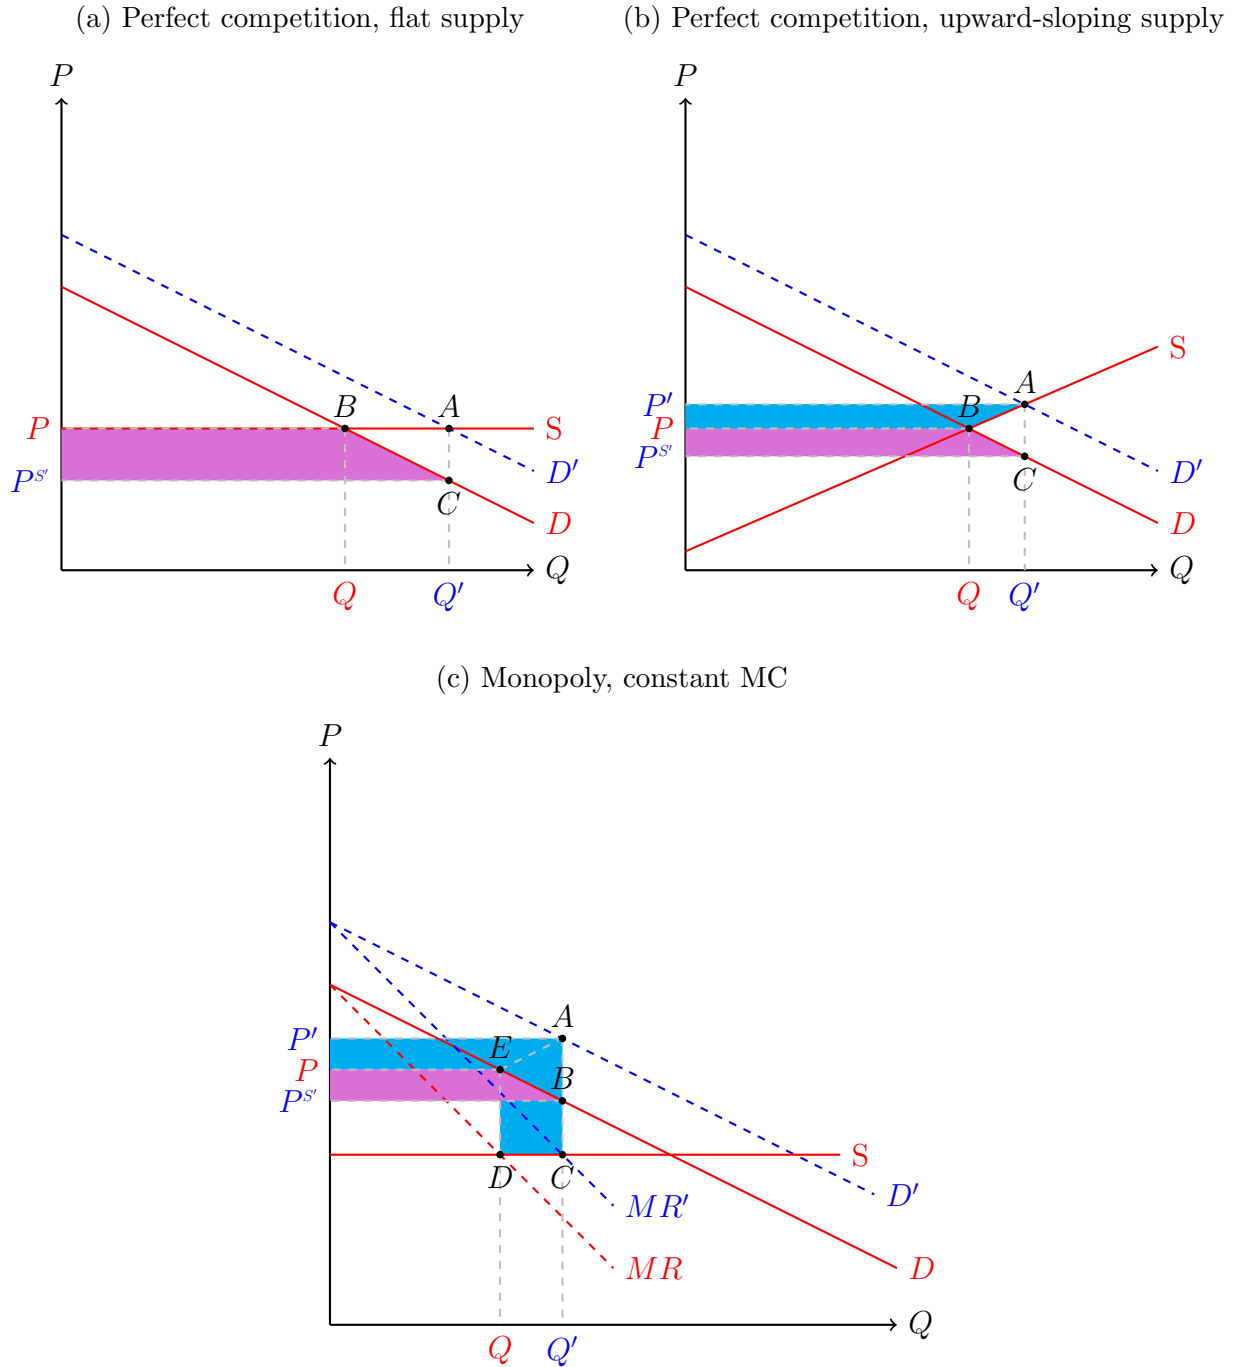 (a) Perfect competition, flat supply
P
B
A
P
S
P^{S'}
D'
C
D
Q
Q
Q'
(b) Perfect competition, upward-sloping supply
P
S
A
P'
B
P
P^{S'}
D'
C
D
Q
Q
Q'
(c) Monopoly, constant MC
P
A
P'
E
P
B
P^{S'}
S
D
C
D'
MR'
MR
D
Q
Q
Q'